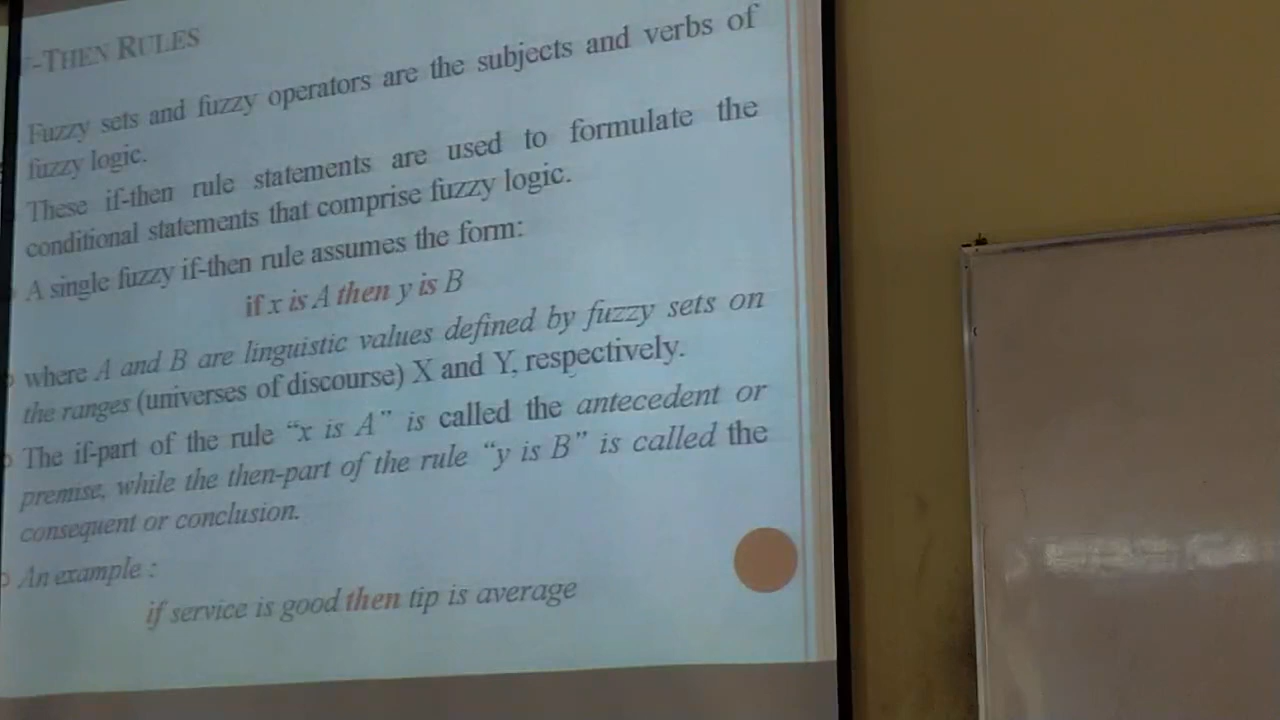 -THEN RULES
Fuzzy sets and fuzzy operators are the subjects and verbs of
fuzzy logic.
These if-then rule statements are used to formulate the
conditional statements that comprise fuzzy logic.
A single fuzzy if-then rule assumes the form:
if x is A then y is B
where A and B are linguistic values defined by fuzzy sets on
the ranges (universes of discourse) X and Y, respectively.
The if-part of the rule “x is A” is called the antecedent or
premise, while the then-part of the rule “y is B” is called the
consequent or conclusion.
An example :
if service is good then tip is average